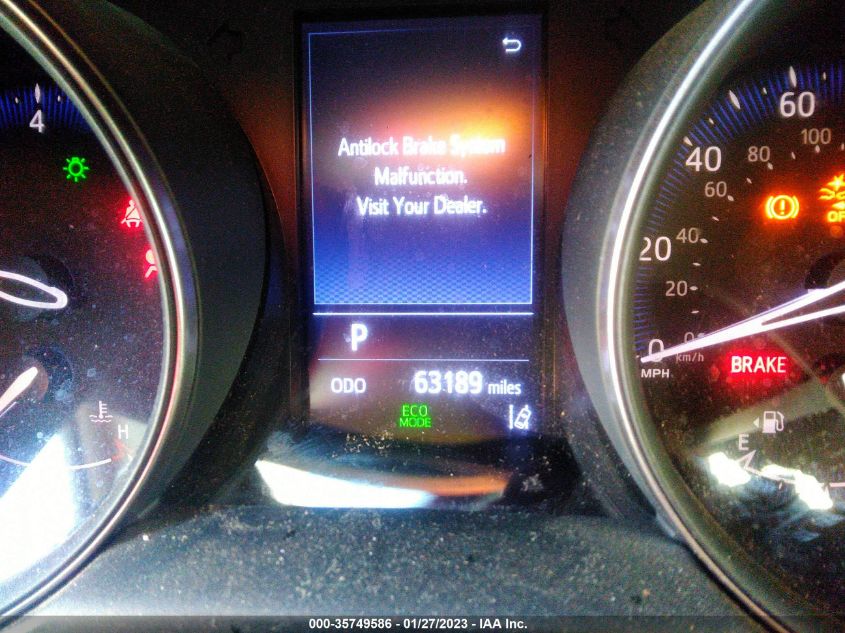 Antilock Brake System
Malfunction.
Visit Your Dealer.
P
ODO 63189 miles
ECO
MODE
4
H
60
100
40
80
60
20
40
20
0
km/h
MPH
BRAKE
E
000-35749586 - 01/27/2023 - IAA Inc.